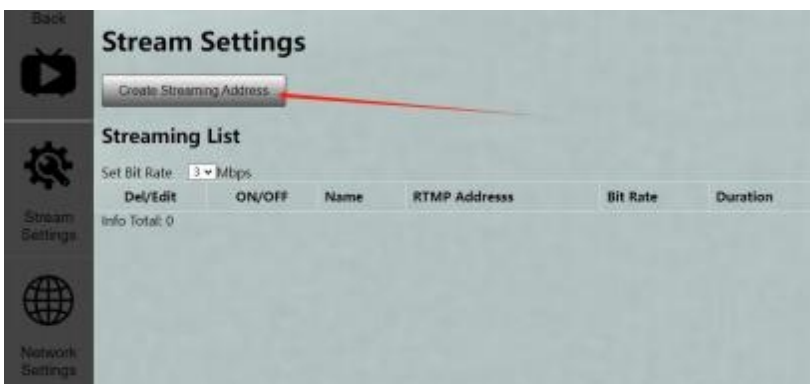 Back
Stream Settings
Create Streaming Address
Streaming List
Set Bit Rate 3 Mbps
Del/Edit ON/OFF Name RTMP Addresss Bit Rate Duration
Info Total: 0
Stream
Settings
Network
Settings